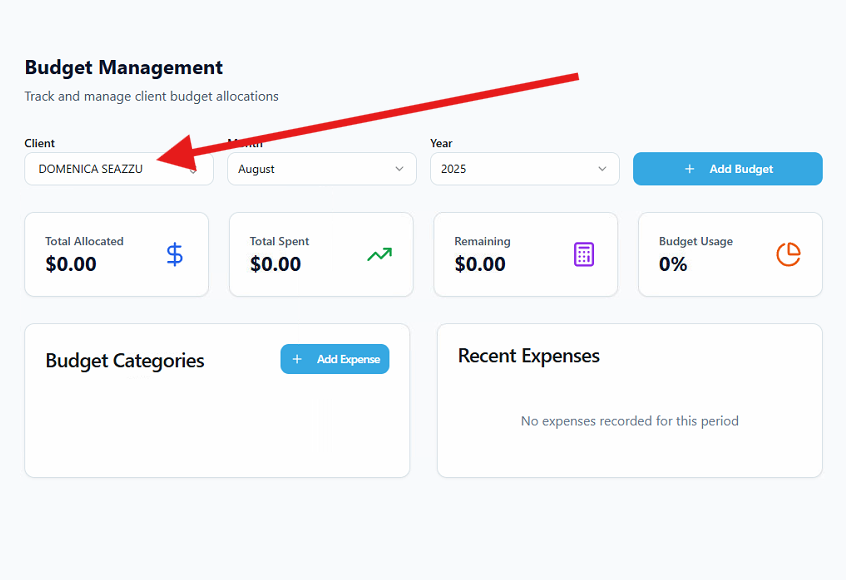 Budget Management
Track and manage client budget allocations
Client
Month
Year
DOMENICA SEAZZU
August
2025
+ Add Budget
Total Allocated
$0.00
Total Spent
$0.00
Remaining
$0.00
Budget Usage
0%
Budget Categories
+ Add Expense
Recent Expenses
No expenses recorded for this period